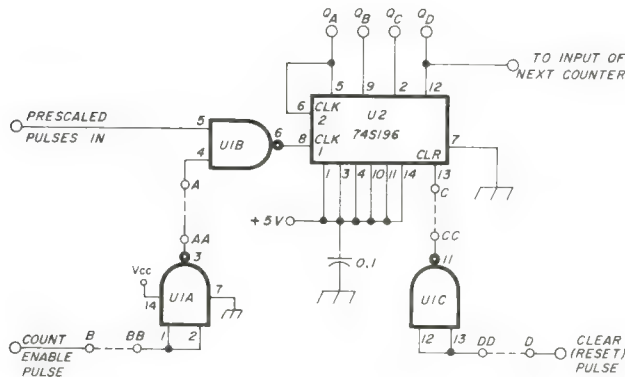 QA QB QC QD
5 9 2 12
TO INPUT OF
NEXT COUNTER
6 CLK
2
U2
74S196
PRESCALED
PULSES IN
5
4
U1B
6
8 CLK
1
7
CLR
1 3 4 10 11 14 13
A
C
+5V
AA
3
CC
11
0.1
Vcc
14
U1A
7
U1C
COUNT
ENABLE
PULSE
B BB 1 2
12 13 DD D
CLEAR
(RESET)
PULSE